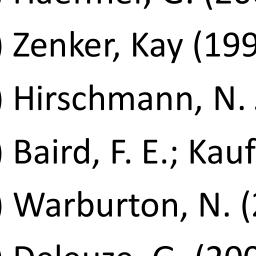 ) Zenker, Kay (199
) Hirschmann, N.
) Baird, F. E.; Kauf
) Warburton, N. (2